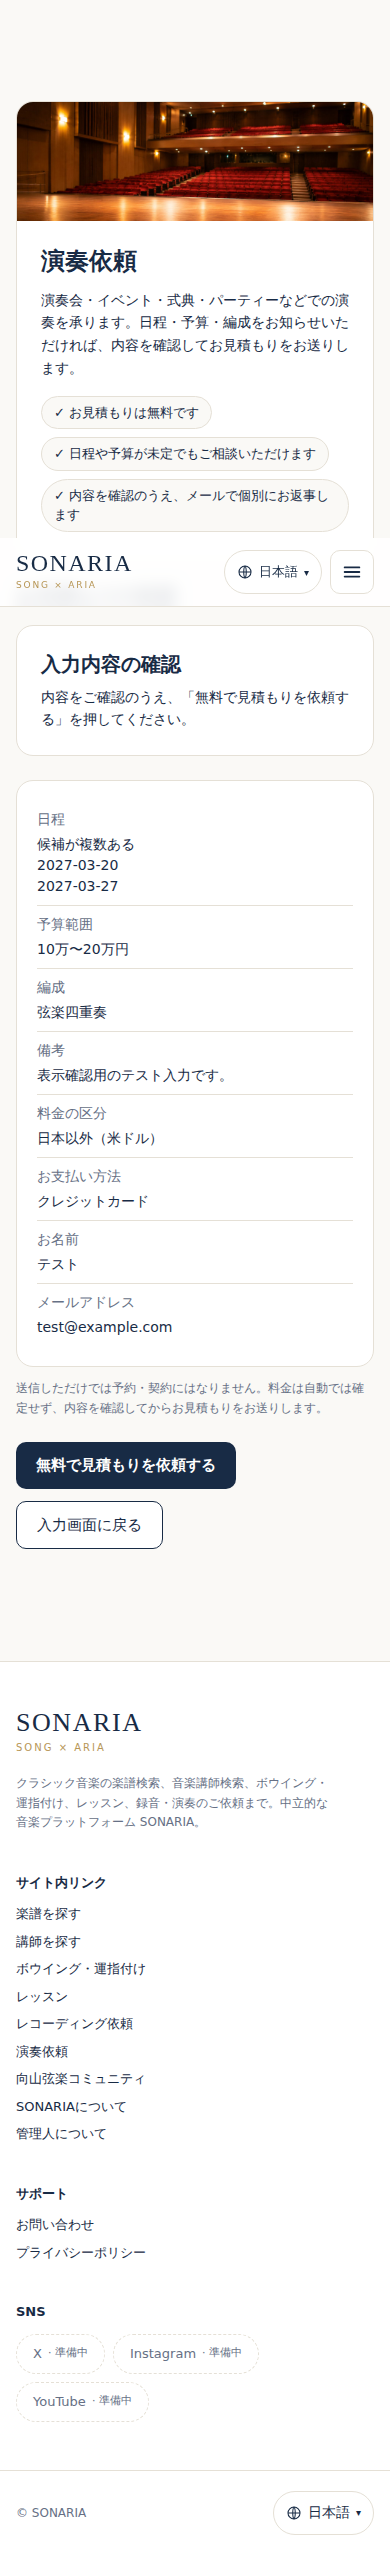 演奏依頼
演奏会・イベント・式典・パーティーなどでの演
奏を承ります。日程・予算・編成をお知らせいた
だければ、内容を確認してお見積もりをお送りし
ます。
✓ お見積もりは無料です
✓ 日程や予算が未定でもご相談いただけます
✓ 内容を確認のうえ、メールで個別にお返事し
ます
SONARIA
SONG × ARIA
日本語 ▾
入力内容の確認
内容をご確認のうえ、「無料で見積もりを依頼す
る」を押してください。
日程
候補が複数ある
2027-03-20
2027-03-27
予算範囲
10万〜20万円
編成
弦楽四重奏
備考
表示確認用のテスト入力です。
料金の区分
日本以外（米ドル）
お支払い方法
クレジットカード
お名前
テスト
メールアドレス
test@example.com
送信しただけでは予約・契約にはなりません。料金は自動では確
定せず、内容を確認してからお見積もりをお送りします。
無料で見積もりを依頼する
入力画面に戻る
SONARIA
SONG × ARIA
クラシック音楽の楽譜検索、音楽講師検索、ボウイング・
運指付け、レッスン、録音・演奏のご依頼まで。中立的な
音楽プラットフォーム SONARIA。
サイト内リンク
楽譜を探す
講師を探す
ボウイング・運指付け
レッスン
レコーディング依頼
演奏依頼
向山弦楽コミュニティ
SONARIAについて
管理人について
サポート
お問い合わせ
プライバシーポリシー
SNS
X · 準備中
Instagram · 準備中
YouTube · 準備中
© SONARIA
日本語 ▾